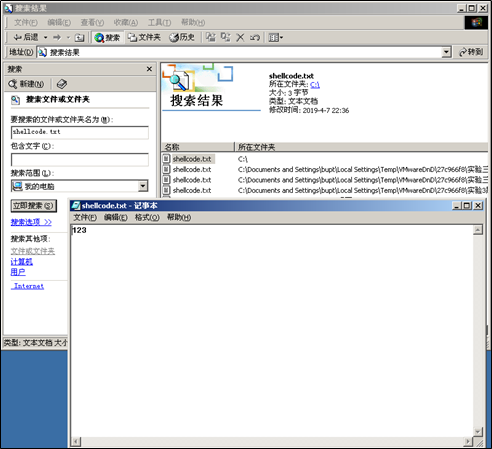 搜索结果
文件(F) 编辑(E) 查看(V) 收藏(A) 工具(T) 帮助(H)
后退 搜索 文件夹 历史
地址(D) 搜索结果 转到
搜索
新建(N)
搜索文件或文件夹
要搜索的文件或文件夹名为(M):
shellcode.txt
包含文字(C):
搜索范围(L):
我的电脑
立即搜索(S)
搜索选项 >>
搜索其他项:
文件或文件夹
计算机
用户
Internet
搜索结果
shellcode.txt
所在文件夹: C:\
大小: 3 字节
类型: 文本文档
修改时间: 2019-4-7 22:36
名称 所在文件夹
shellcode.txt C:\
shellcode.txt C:\Documents and Settings\bupt\Local Settings\Temp\VMwareDnD\27c966f8\实验三
shellcode.txt C:\Documents and Settings\bupt\Local Settings\Temp\VMwareDnD\27c966f8\实验三
shellcode.txt C:\Documents and Settings\bupt\Local Settings\Temp\VMwareDnD\27c966f8\实验
类型: 文本文档 大小
shellcode.txt - 记事本
文件(F) 编辑(E) 格式(O) 帮助(H)
123